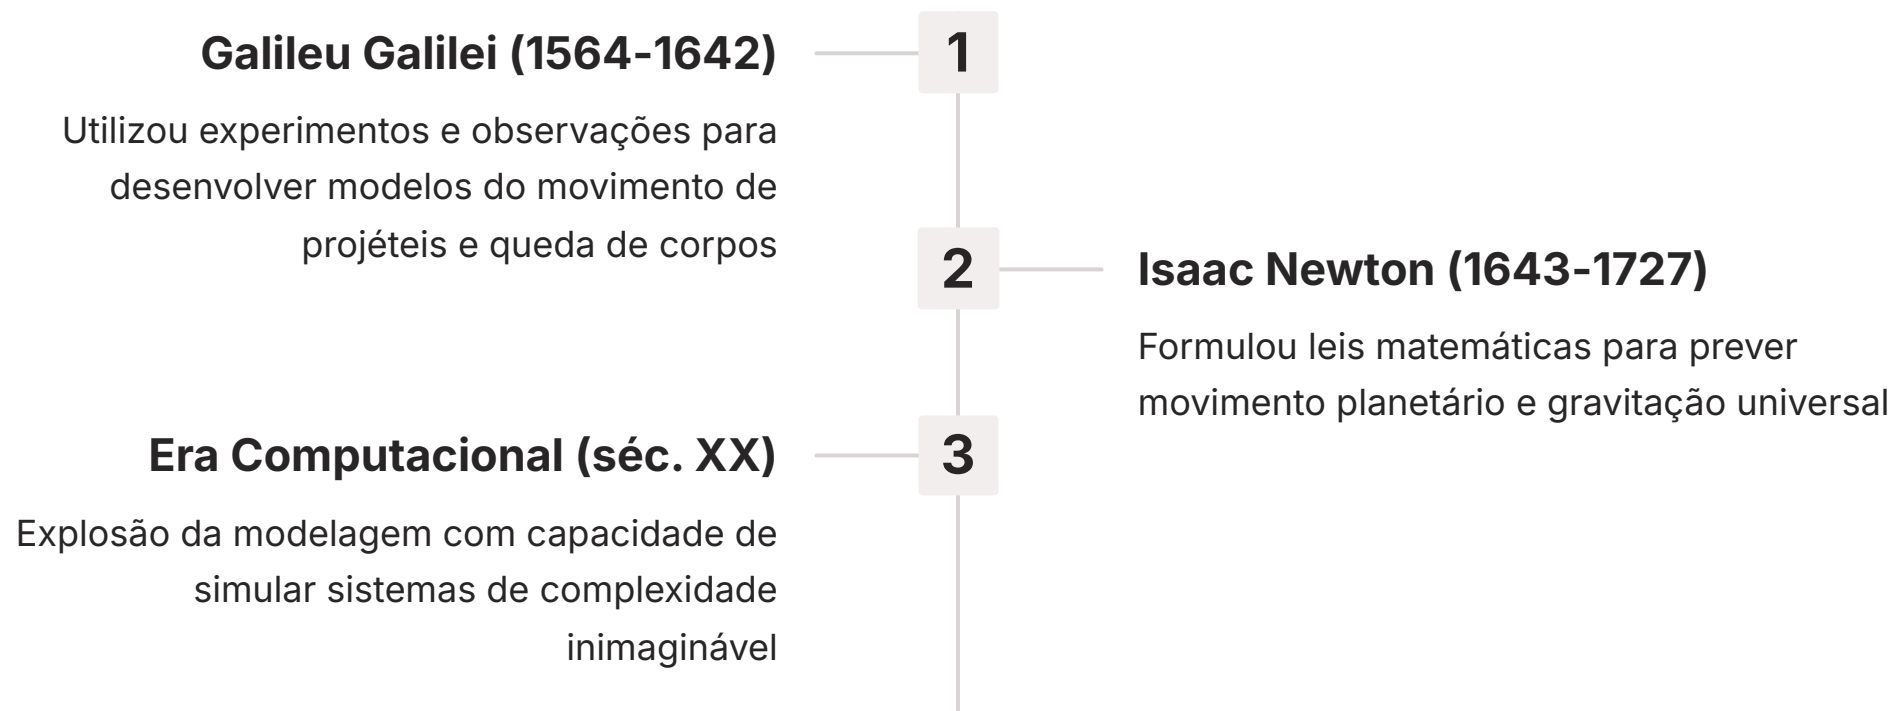 Galileu Galilei (1564-1642)
1
Utilizou experimentos e observações para
desenvolver modelos do movimento de
projéteis e queda de corpos
2
Isaac Newton (1643-1727)
Formulou leis matemáticas para prever
movimento planetário e gravitação universal
Era Computacional (séc. XX)
3
Explosão da modelagem com capacidade de
simular sistemas de complexidade
inimaginável